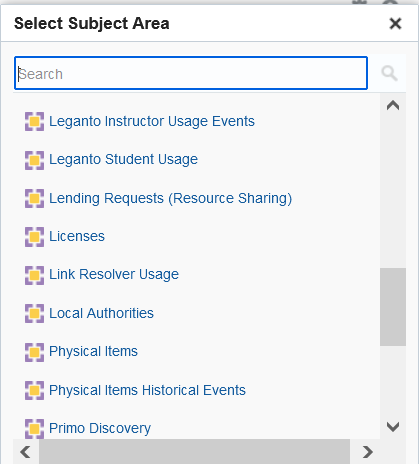 Select Subject Area
Search
Leganto Instructor Usage Events
Leganto Student Usage
Lending Requests (Resource Sharing)
Licenses
Link Resolver Usage
Local Authorities
Physical Items
Physical Items Historical Events
Primo Discovery